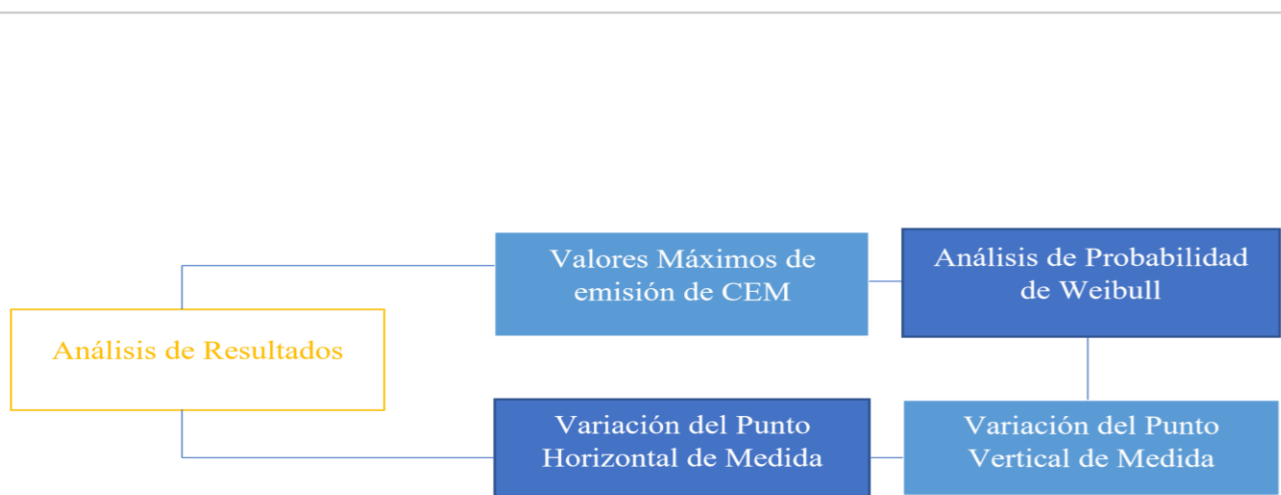 Valores Máximos de
emisión de CEM
Análisis de Probabilidad
de Weibull
Análisis de Resultados
Variación del Punto
Horizontal de Medida
Variación del Punto
Vertical de Medida